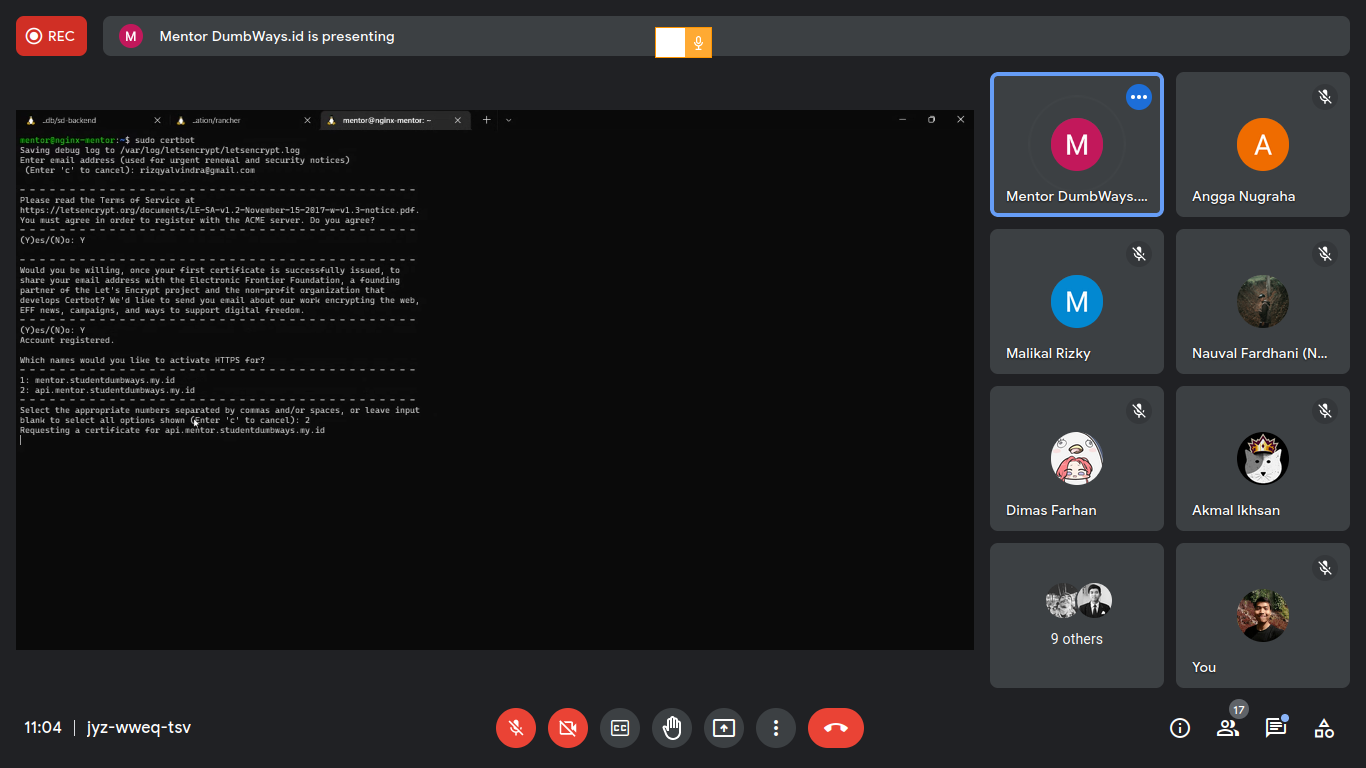 REC
M
Mentor DumbWays.id is presenting
..db/sd-backend
..ation/rancher
mentor@nginx-mentor: ~
mentor@nginx-mentor:~$ sudo certbot
Saving debug log to /var/log/letsencrypt/letsencrypt.log
Enter email address (used for urgent renewal and security notices)
(Enter 'c' to cancel): rizqyalvindra@gmail.com
- - - - - - - - - - - - - - - - - - - - - - - - - - - - - - - - - - - - - - - -
Please read the Terms of Service at
https://letsencrypt.org/documents/LE-SA-v1.2-November-15-2017-w-v1.3-notice.pdf.
You must agree in order to register with the ACME server. Do you agree?
- - - - - - - - - - - - - - - - - - - - - - - - - - - - - - - - - - - - - - - -
(Y)es/(N)o: Y
- - - - - - - - - - - - - - - - - - - - - - - - - - - - - - - - - - - - - - - -
Would you be willing, once your first certificate is successfully issued, to
share your email address with the Electronic Frontier Foundation, a founding
partner of the Let's Encrypt project and the non-profit organization that
develops Certbot? We'd like to send you email about our work encrypting the web,
EFF news, campaigns, and ways to support digital freedom.
- - - - - - - - - - - - - - - - - - - - - - - - - - - - - - - - - - - - - - - -
(Y)es/(N)o: Y
Account registered.
Which names would you like to activate HTTPS for?
- - - - - - - - - - - - - - - - - - - - - - - - - - - - - - - - - - - - - - - -
1: mentor.studentdumbways.my.id
2: api.mentor.studentdumbways.my.id
- - - - - - - - - - - - - - - - - - - - - - - - - - - - - - - - - - - - - - - -
Select the appropriate numbers separated by commas and/or spaces, or leave input
blank to select all options shown (Enter 'c' to cancel): 2
Requesting a certificate for api.mentor.studentdumbways.my.id
M
Mentor DumbWays....
A
Angga Nugraha
M
Malikal Rizky
Nauval Fardhani (N...
Dimas Farhan
Akmal Ikhsan
9 others
You
11:04 | jyz-wweq-tsv
CC
17